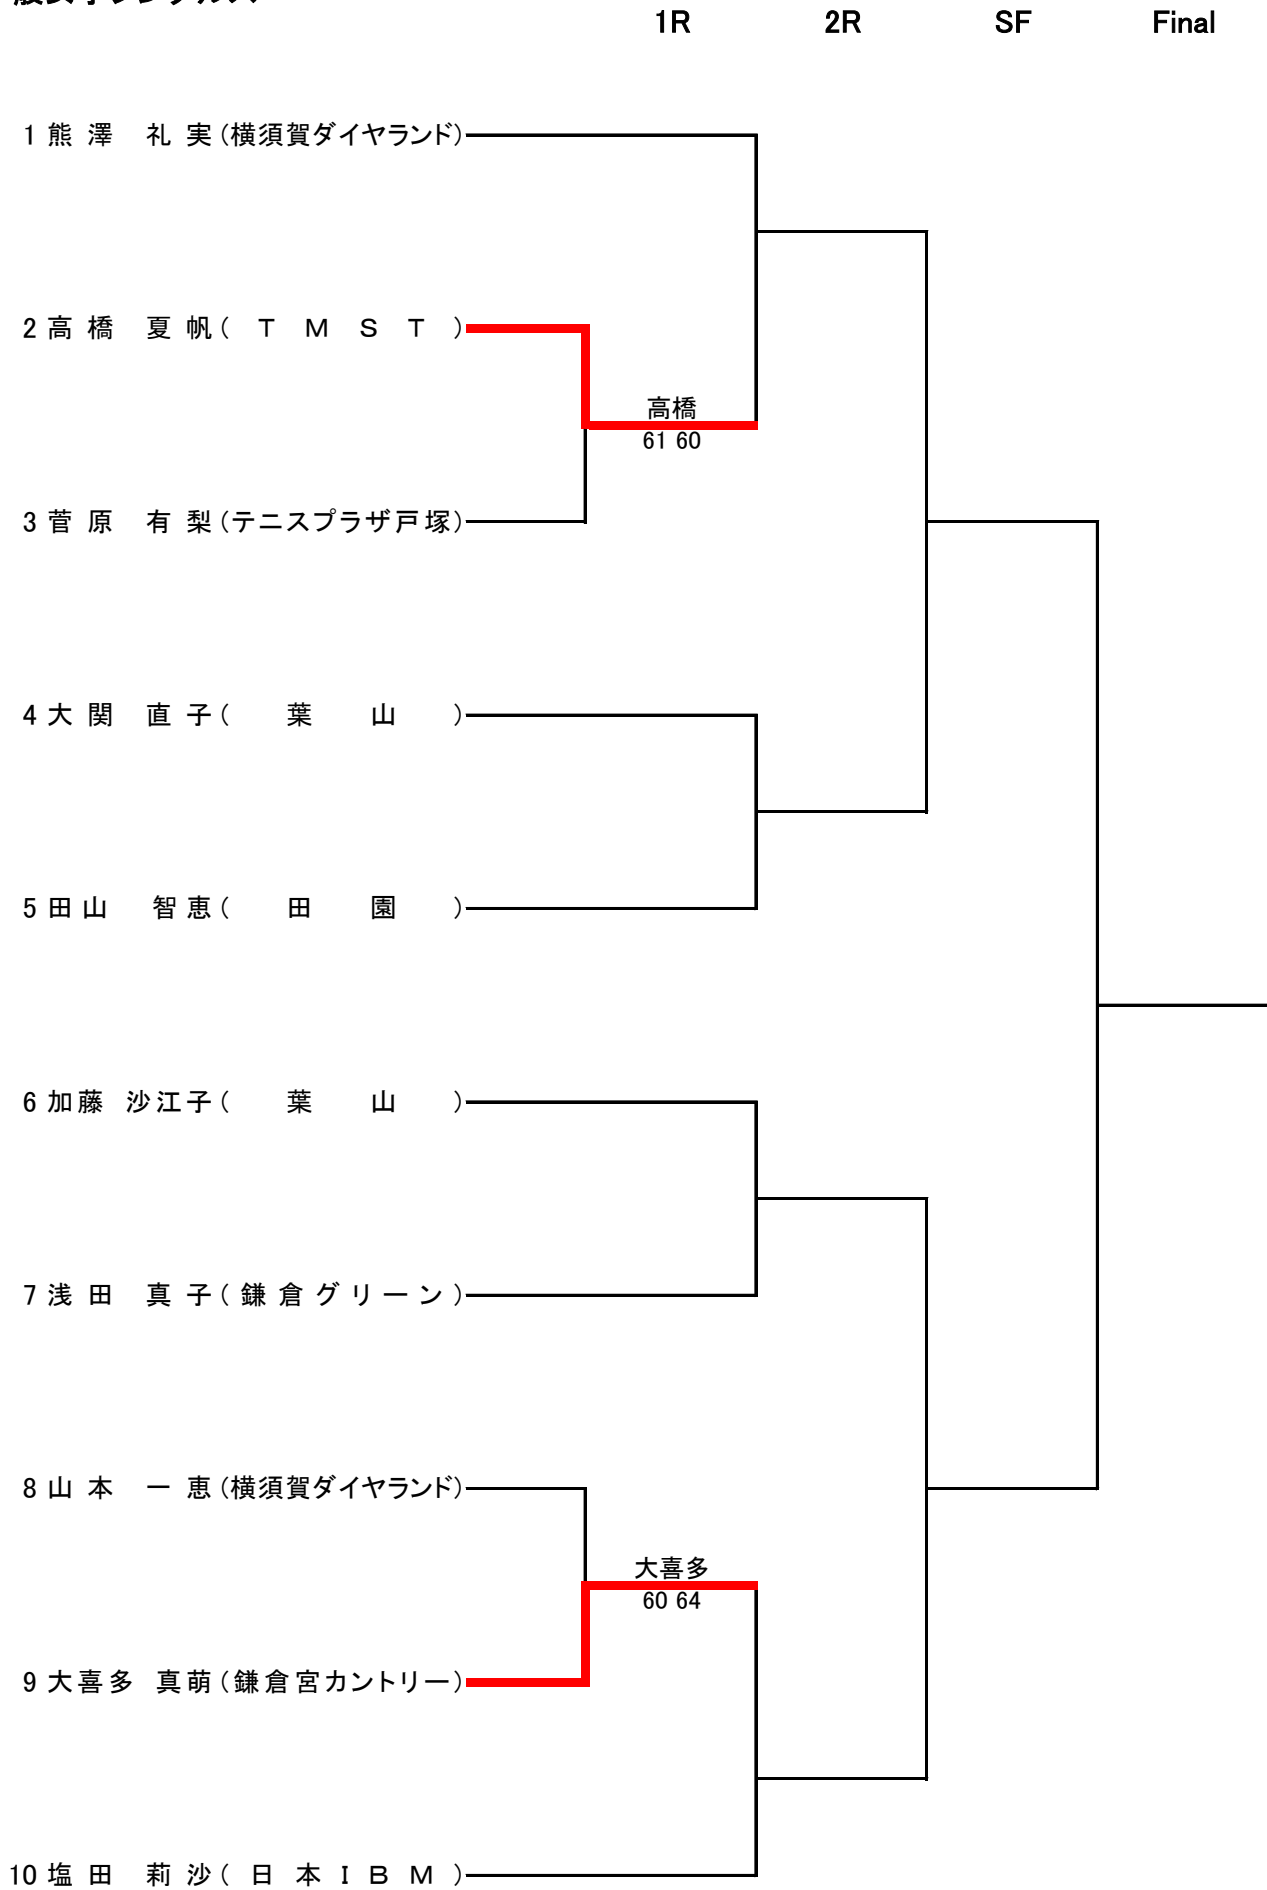 1R 2R SF Final
1 熊澤 礼実(横須賀ダイヤランド)
2 高橋 夏帆(TMST)
高橋
61 60
3 菅原 有梨(テニスプラザ戸塚)
4 大関 直子(葉山)
5 田山 智恵(田園)
6 加藤 沙江子(葉山)
7 浅田 真子(鎌倉グリーン)
8 山本 一恵(横須賀ダイヤランド)
大喜多
60 64
9 大喜多 真萌(鎌倉宮カントリー)
10 塩田 莉沙(日本IBM)